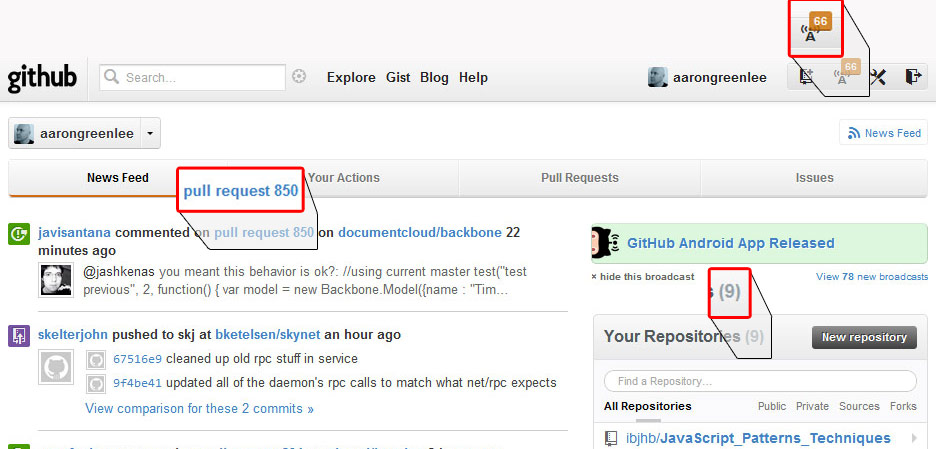 66
github
Search...
Explore Gist Blog Help
aarongreenlee
66
aarongreenlee
News Feed
News Feed
Your Actions
Pull Requests
Issues
pull request 850
javisantana commented on pull request 850 on documentcloud/backbone 22
minutes ago
@jashkenas you meant this behavior is ok?: //using current master test("test
previous", 2, function() { var model = new Backbone.Model({name : "Tim...
skelterjohn pushed to skj at bketelsen/skynet an hour ago
67516e9 cleaned up old rpc stuff in service
9f4be41 updated all of the daemon's rpc calls to match what net/rpc expects
View comparison for these 2 commits »
GitHub Android App Released
× hide this broadcast
View 78 new broadcasts
s (9)
Your Repositories (9)
New repository
Find a Repository...
All Repositories
Public Private Sources Forks
ibjhb/JavaScript_Patterns_Techniques